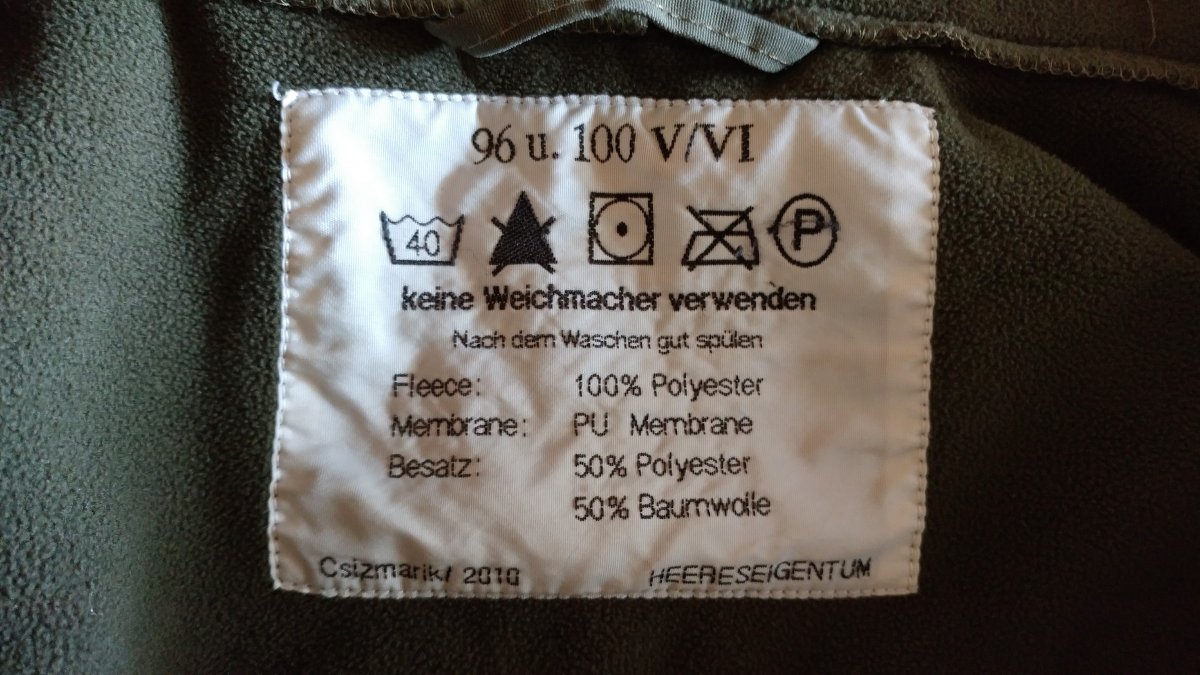 96 u. 100 V/VI
40 P
keine Weichmacher verwenden
Nach dem Waschen gut spülen
Fleece: 100% Polyester
Membrane: PU Membrane
Besatz: 50% Polyester
50% Baumwolle
Csizmarik/ 2010 HEERESEIGENTUM